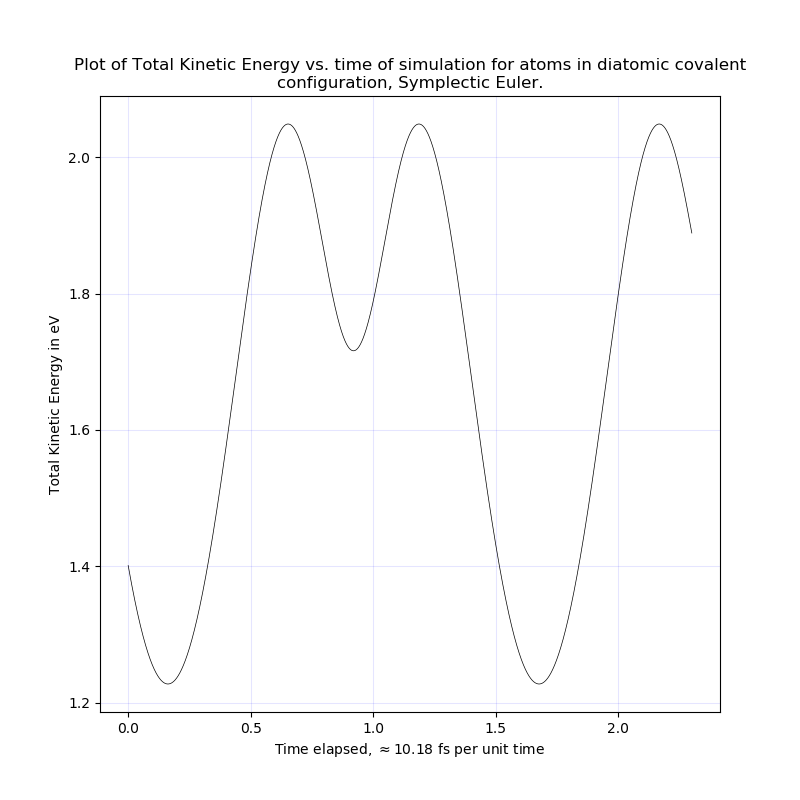 Plot of Total Kinetic Energy vs. time of simulation for atoms in diatomic covalent
configuration, Symplectic Euler.
Total Kinetic Energy in eV
2.0
1.8
1.6
1.4
1.2
0.0 0.5 1.0 1.5 2.0
Time elapsed, ≈ 10.18 fs per unit time